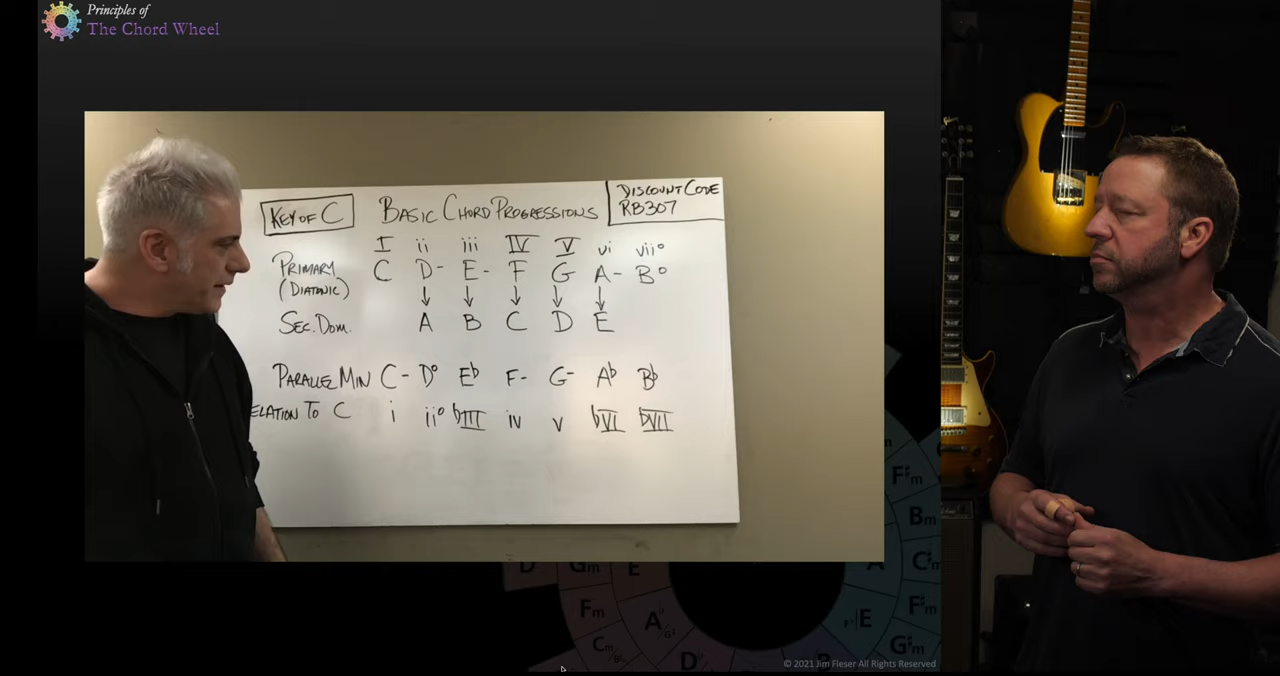 Principles of
The Chord Wheel
KEY OF C
BASIC CHORD PROGRESSIONS
DISCOUNT CODE
RB307
I ii iii IV V vi vii°
PRIMARY C D- E- F G A- B°
(DIATONIC)
↓ ↓ ↓ ↓ ↓
SEC. DOM. A B C D E
PARALLEL MIN C- D° E♭ F- G- A♭ B♭
ELATION TO C i ii° ♭III iv v ♭VI ♭VII
F♯m
Bm
A C♯m
F♯m
E
G♯m
D Gm E
Fm
A♭/G♯
Cm/B♭
D♭
© 2021 Jim Fleser All Rights Reserved